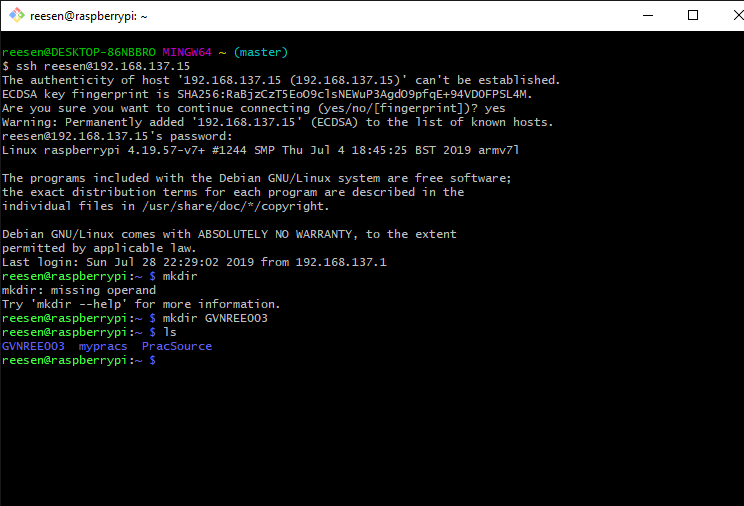 reesen@raspberrypi: ~
reesen@DESKTOP-86NBBRO MINGW64 ~ (master)
$ ssh reesen@192.168.137.15
The authenticity of host '192.168.137.15 (192.168.137.15)' can't be established.
ECDSA key fingerprint is SHA256:RaBjzCzT5EoO9clsNEWuP3AgdO9pfqE+94VDOFPSL4M.
Are you sure you want to continue connecting (yes/no/[fingerprint])? yes
Warning: Permanently added '192.168.137.15' (ECDSA) to the list of known hosts.
reesen@192.168.137.15's password:
Linux raspberrypi 4.19.57-v7+ #1244 SMP Thu Jul 4 18:45:25 BST 2019 armv7l
The programs included with the Debian GNU/Linux system are free software;
the exact distribution terms for each program are described in the
individual files in /usr/share/doc/*/copyright.
Debian GNU/Linux comes with ABSOLUTELY NO WARRANTY, to the extent
permitted by applicable law.
Last login: Sun Jul 28 22:29:02 2019 from 192.168.137.1
reesen@raspberrypi:~ $ mkdir
mkdir: missing operand
Try 'mkdir --help' for more information.
reesen@raspberrypi:~ $ mkdir GVNREE003
reesen@raspberrypi:~ $ ls
GVNREE003  mypracs  PracSource
reesen@raspberrypi:~ $